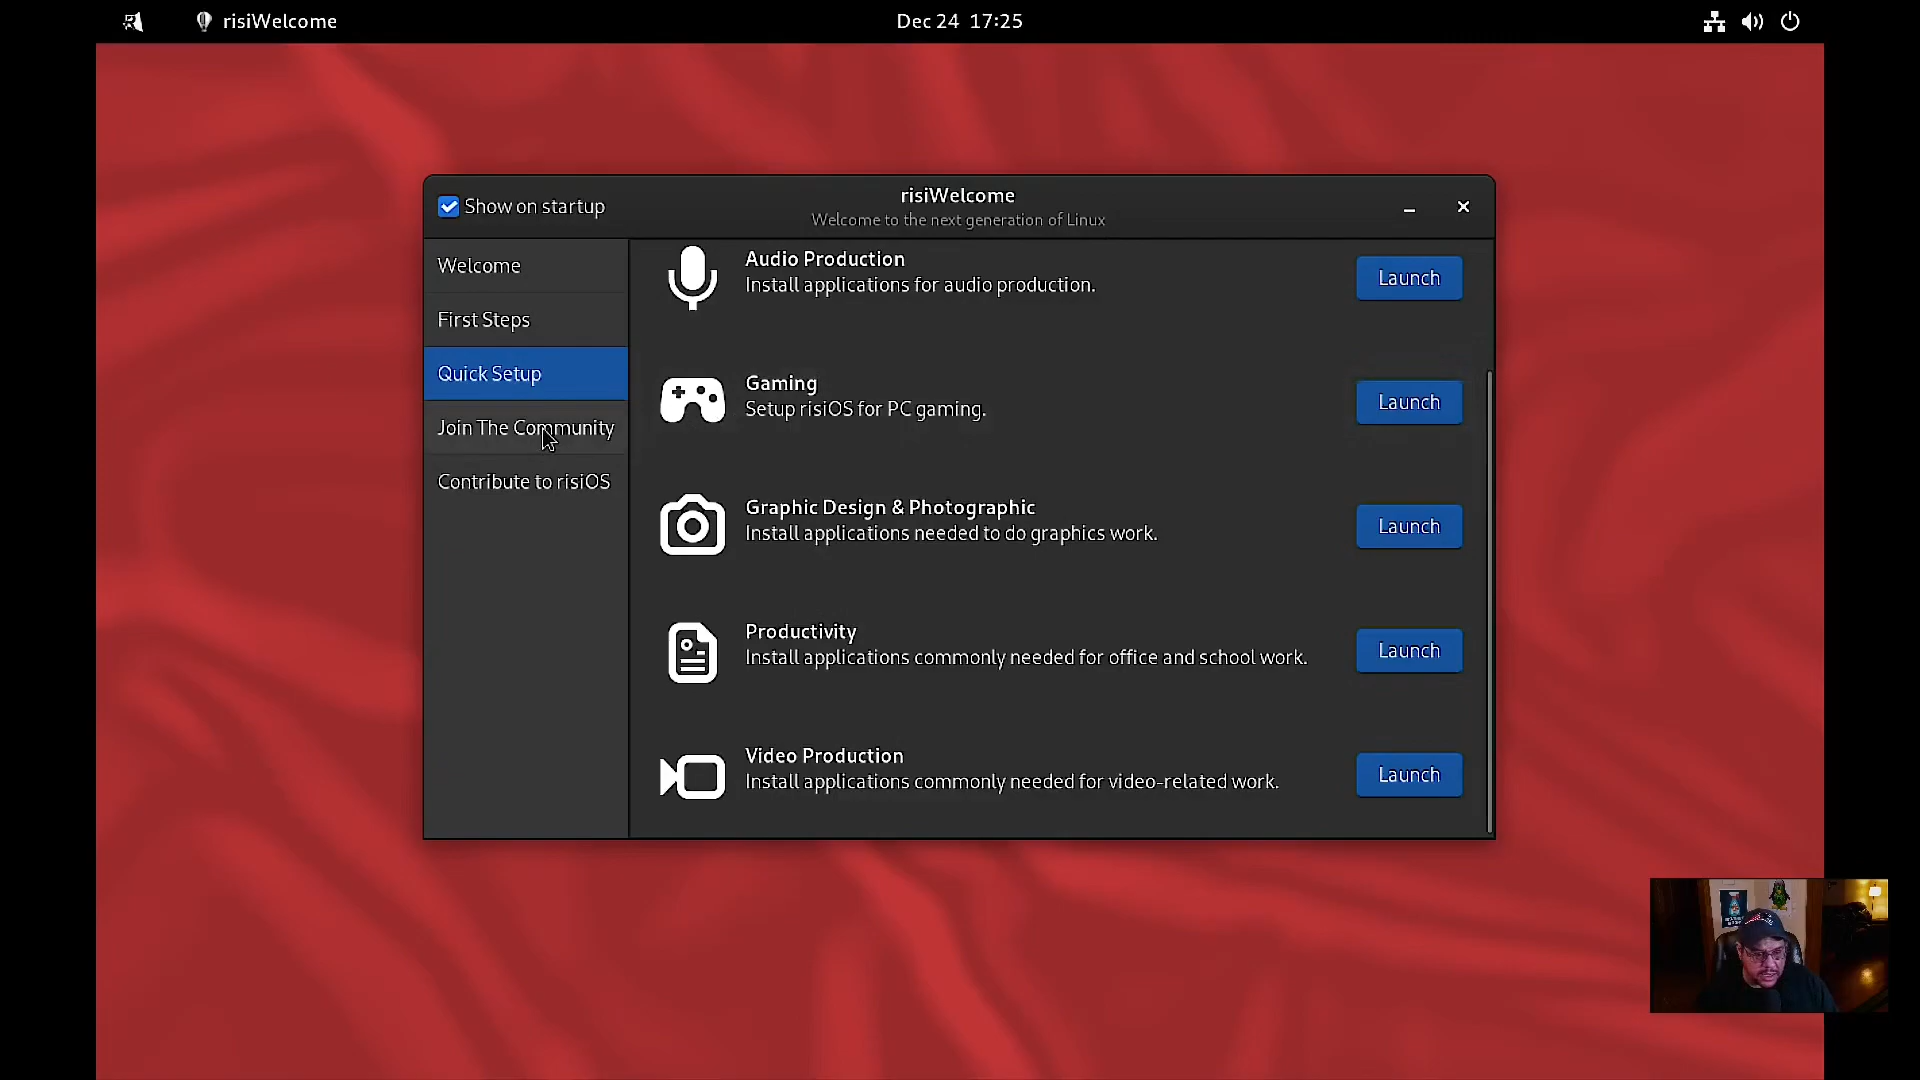 risiWelcome
Dec 24 17:25
Show on startup
risiWelcome
Welcome to the next generation of Linux
Welcome
First Steps
Quick Setup
Join The Community
Contribute to risiOS
Audio Production
Install applications for audio production.
Launch
Gaming
Setup risiOS for PC gaming.
Launch
Graphic Design & Photographic
Install applications needed to do graphics work.
Launch
Productivity
Install applications commonly needed for office and school work.
Launch
Video Production
Install applications commonly needed for video-related work.
Launch